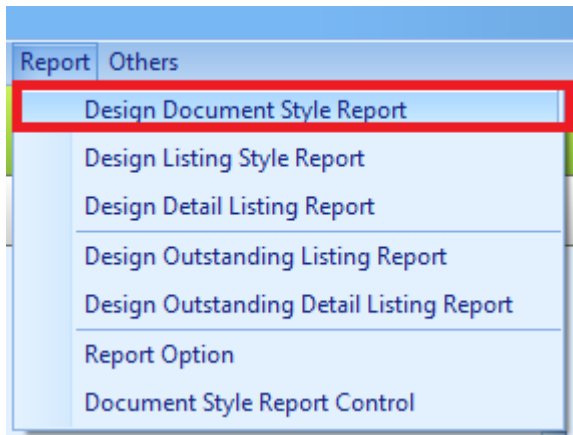 Report Others
Design Document Style Report
Design Listing Style Report
Design Detail Listing Report
Design Outstanding Listing Report
Design Outstanding Detail Listing Report
Report Option
Document Style Report Control